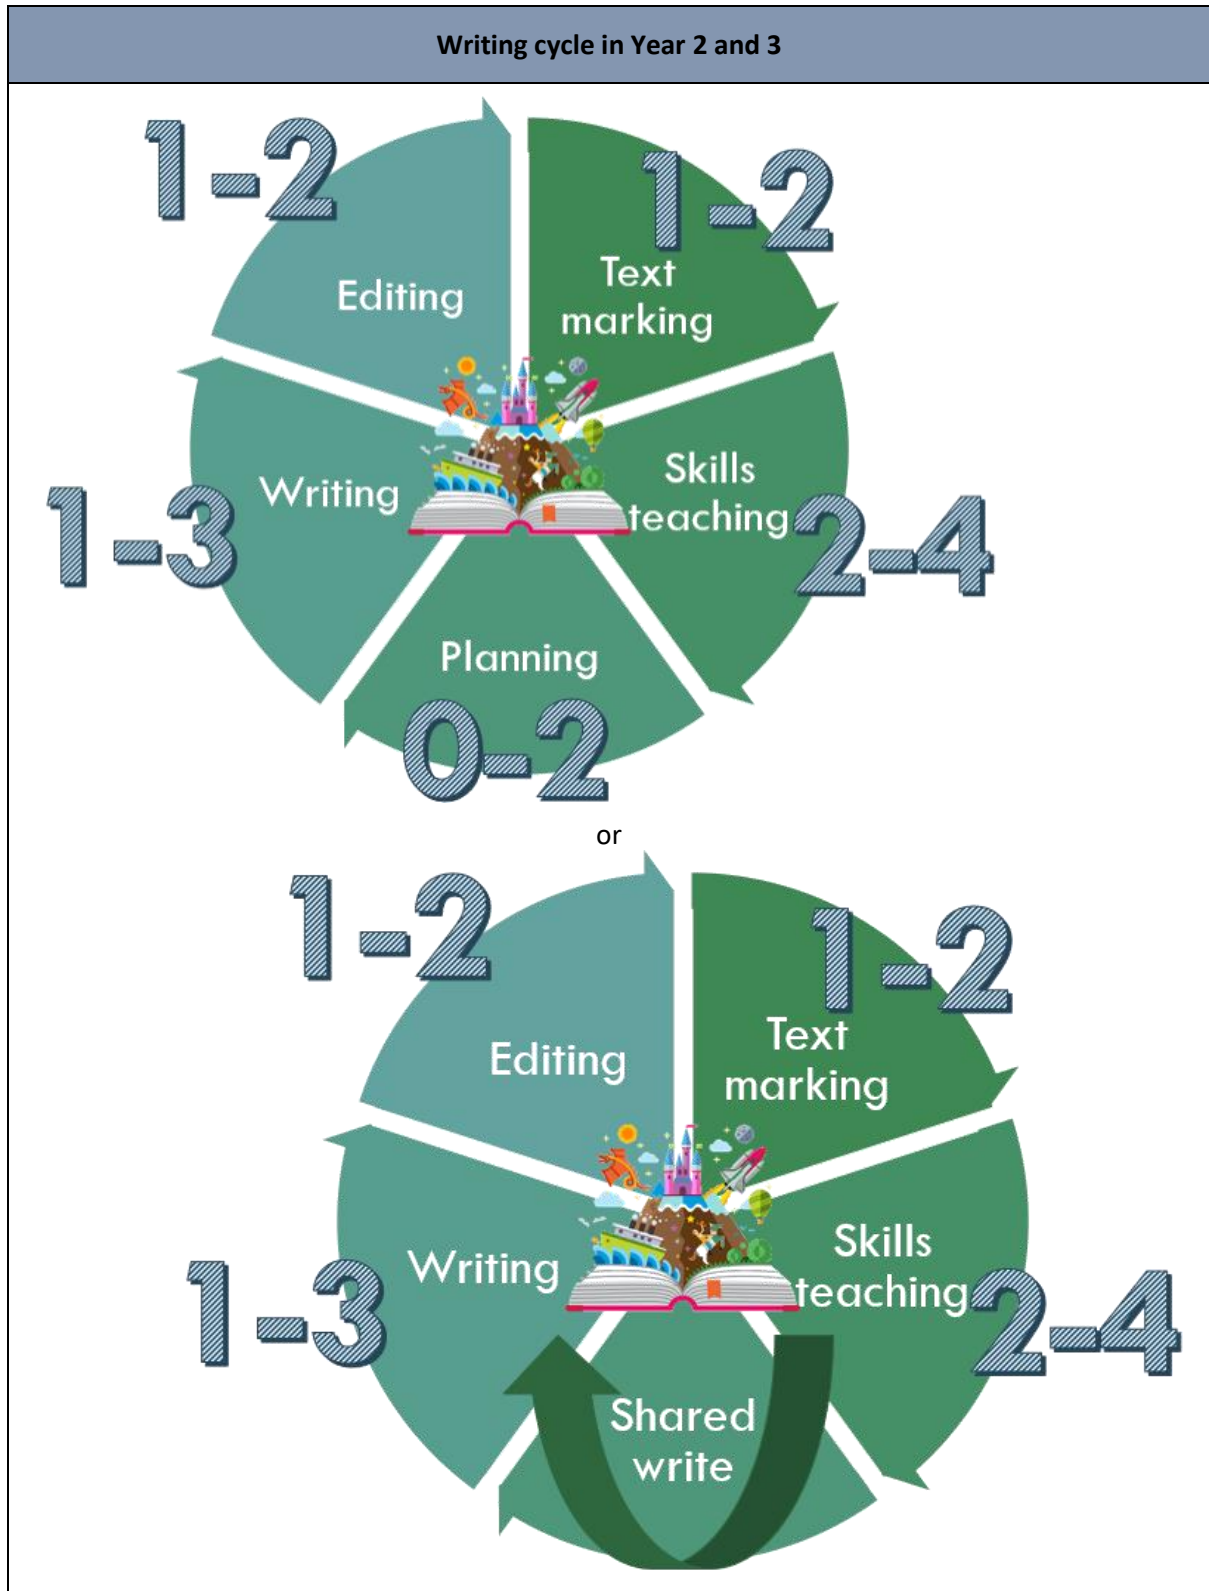 Writing cycle in Year 2 and 3
1-2
1-2
Editing
Text
marking
Skills
teaching
2-4
Writing
1-3
Planning
0-2
or
1-2
1-2
Editing
Text
marking
Skills
teaching
2-4
Writing
1-3
Shared
write